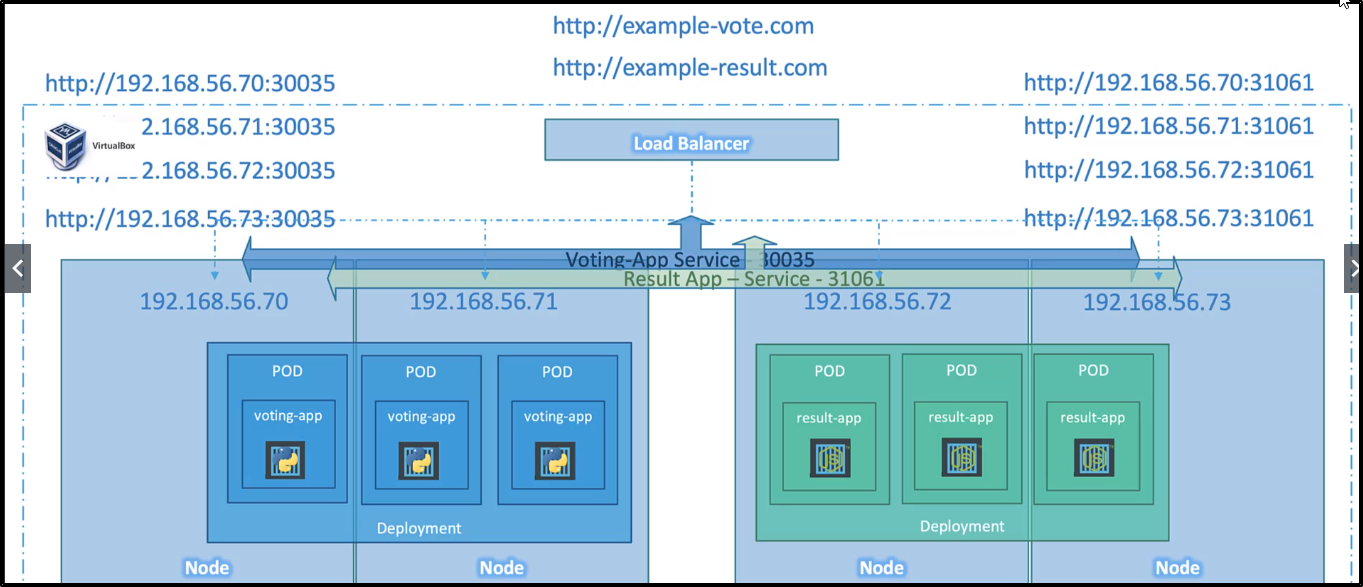 http://example-vote.com
http://example-result.com
http://192.168.56.70:30035
2.168.56.71:30035
2.168.56.72:30035
http://192.168.56.73:30035
VirtualBox
Load Balancer
http://192.168.56.70:31061
http://192.168.56.71:31061
http://192.168.56.72:31061
http://192.168.56.73:31061
Voting-App Service - 30035
Result App – Service - 31061
192.168.56.70
192.168.56.71
192.168.56.72
192.168.56.73
POD
voting-app
POD
voting-app
POD
voting-app
Deployment
POD
result-app
POD
result-app
POD
result-app
Deployment
Node
Node
Node
Node